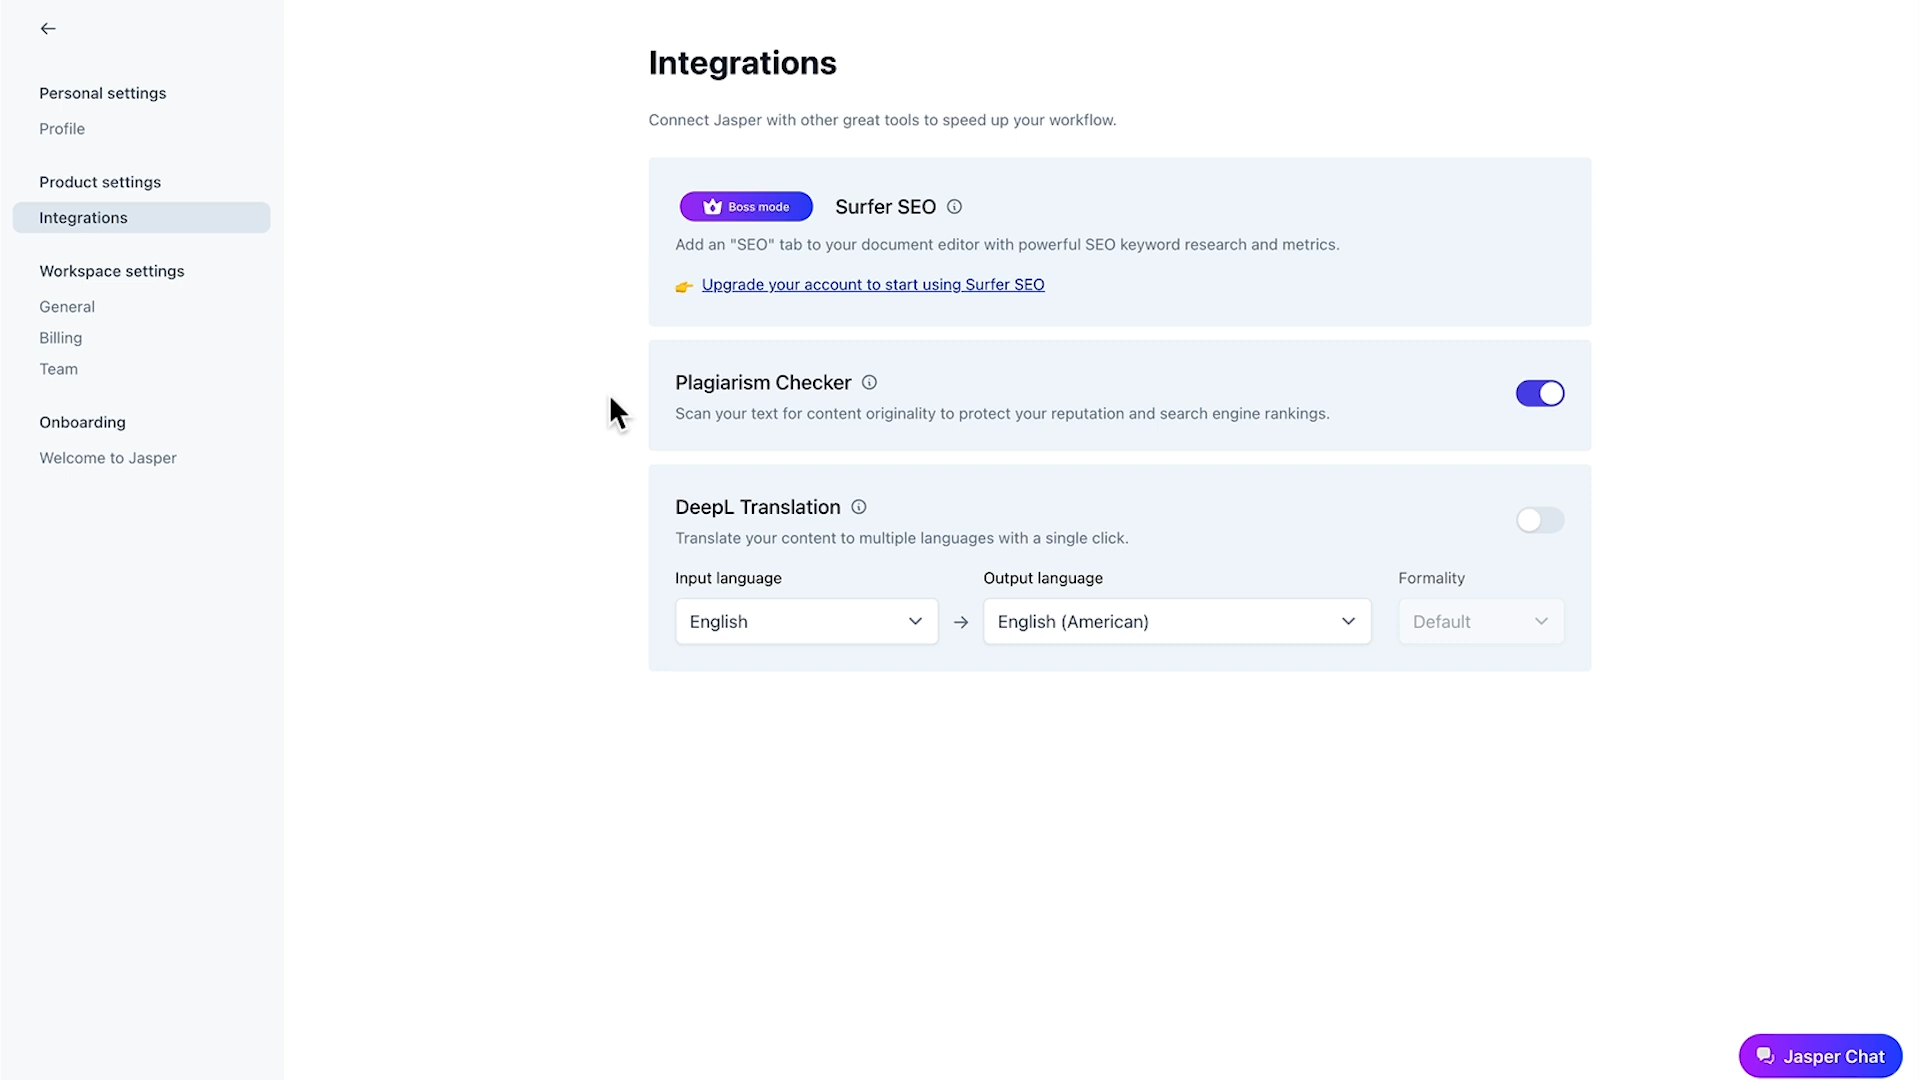 Personal settings
Profile
Product settings
Integrations
Workspace settings
General
Billing
Team
Onboarding
Welcome to Jasper
Integrations
Connect Jasper with other great tools to speed up your workflow.
Boss mode Surfer SEO
Add an "SEO" tab to your document editor with powerful SEO keyword research and metrics.
Upgrade your account to start using Surfer SEO
Plagiarism Checker
Scan your text for content originality to protect your reputation and search engine rankings.
DeepL Translation
Translate your content to multiple languages with a single click.
Input language Output language Formality
English English (American) Default
Jasper Chat